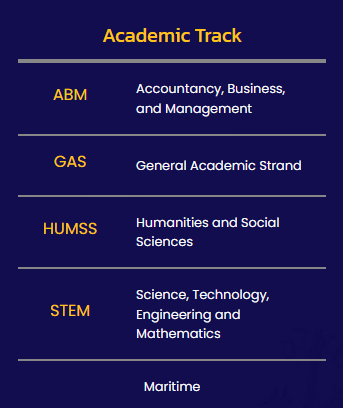 Academic Track
ABM
Accountancy, Business,
and Management
GAS
General Academic Strand
HUMSS
Humanities and Social
Sciences
STEM
Science, Technology,
Engineering and
Mathematics
Maritime